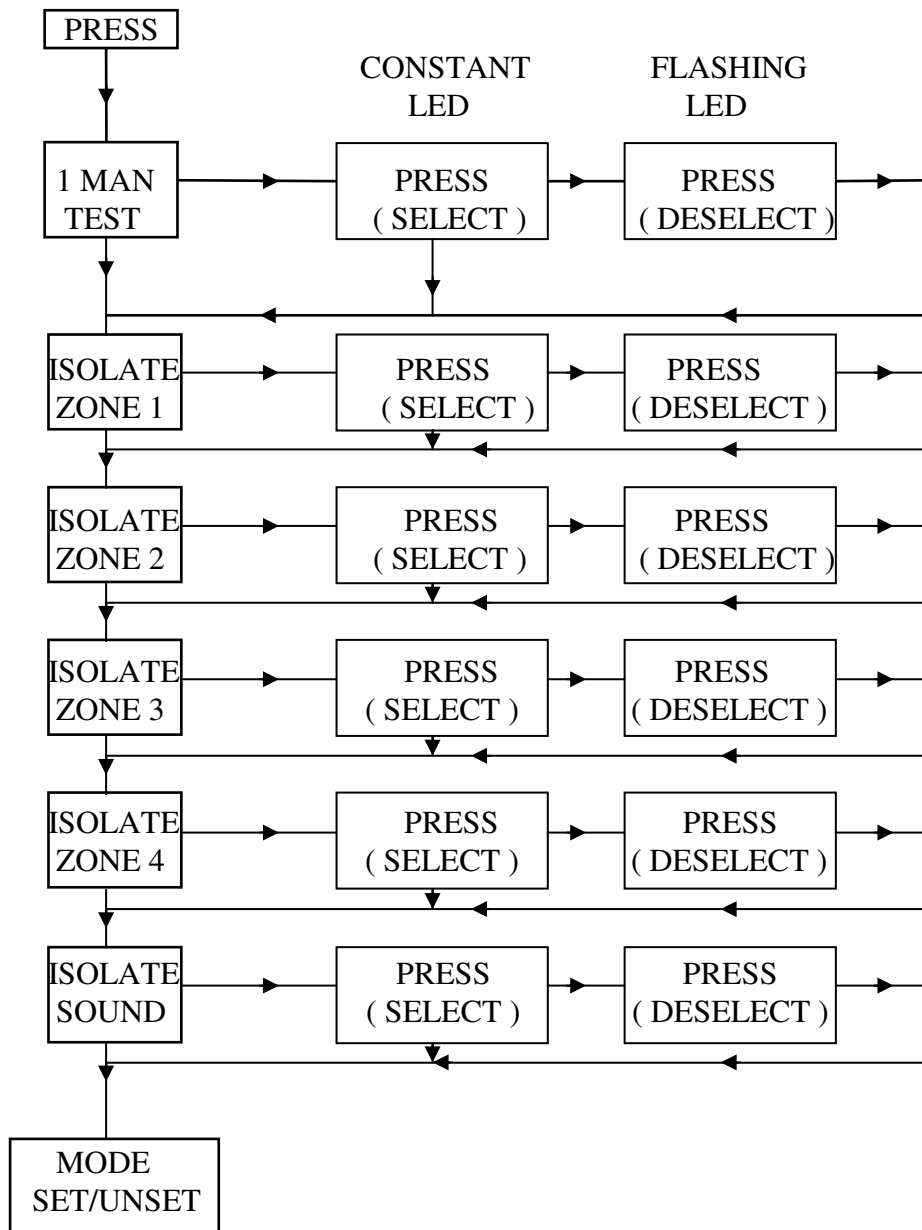 PRESS
CONSTANT
LED
FLASHING
LED
1 MAN
TEST
PRESS
( SELECT )
PRESS
( DESELECT )
ISOLATE
ZONE 1
PRESS
( SELECT )
PRESS
( DESELECT )
ISOLATE
ZONE 2
PRESS
( SELECT )
PRESS
( DESELECT )
ISOLATE
ZONE 3
PRESS
( SELECT )
PRESS
( DESELECT )
ISOLATE
ZONE 4
PRESS
( SELECT )
PRESS
( DESELECT )
ISOLATE
SOUND
PRESS
( SELECT )
PRESS
( DESELECT )
MODE
SET/UNSET